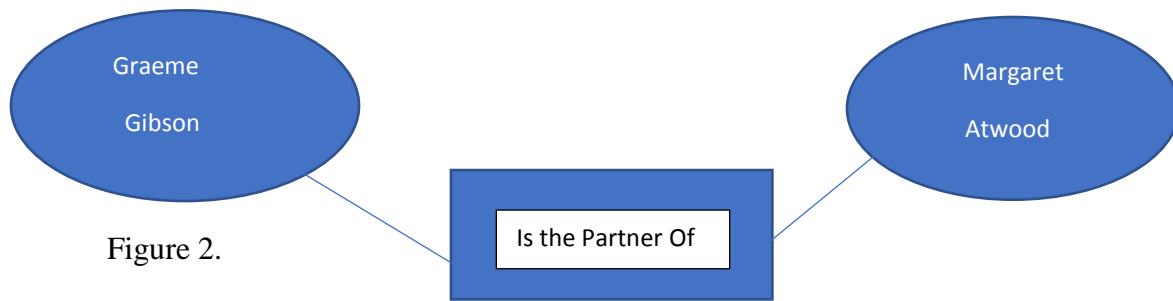 Graeme
Gibson
Margaret
Atwood
Is the Partner Of
Figure 2.